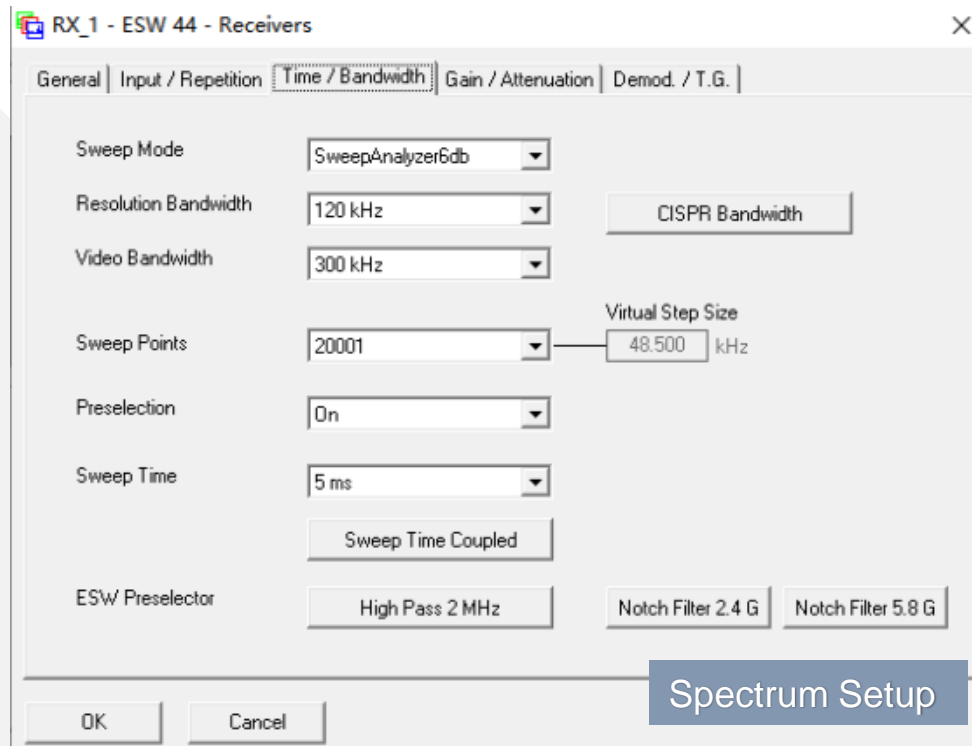 RX_1 - ESW 44 - Receivers
General Input / Repetition Time / Bandwidth Gain / Attenuation Demod. / T.G.
Sweep Mode SweepAnalyzer6db
Resolution Bandwidth 120 kHz CISPR Bandwidth
Video Bandwidth 300 kHz
Virtual Step Size
Sweep Points 20001 48.500 kHz
Preselection On
Sweep Time 5 ms
Sweep Time Coupled
ESW Preselector High Pass 2 MHz Notch Filter 2.4 G Notch Filter 5.8 G
Spectrum Setup
OK Cancel